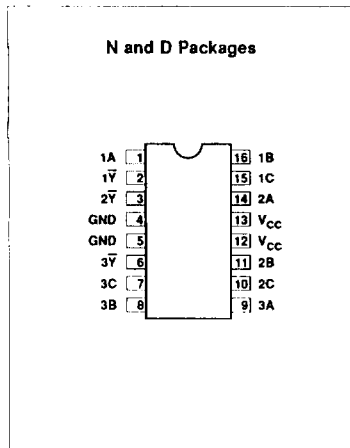 N and D Packages
1A 1 16 1B
1Y̅ 2 15 1C
2Y̅ 3 14 2A
GND 4 13 VCC
GND 5 12 VCC
3Y̅ 6 11 2B
3C 7 10 2C
3B 8 9 3A